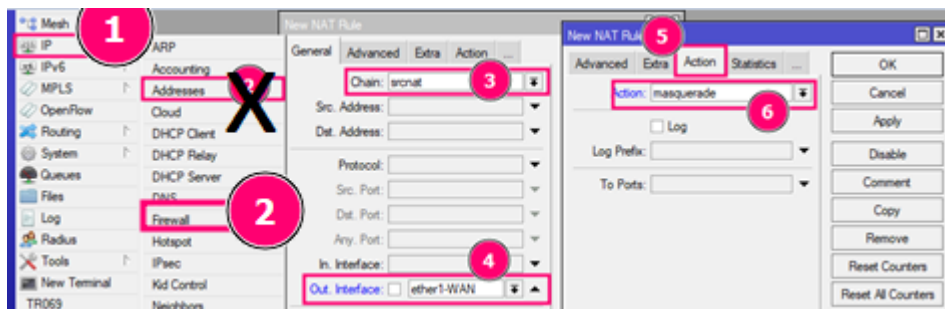 Mesh
IP
IPv6
MPLS
OpenFlow
Routing
System
Queues
Files
Log
Radius
Tools
New Terminal
TR069
1
ARP
Accounting
Addresses
X
Cloud
DHCP Client
DHCP Relay
DHCP Server
DNS
Firewall
2
Hotspot
IPsec
Kid Control
Neighbors
New NAT Rule
General Advanced Extra Action ...
Chain: srcnat
3
Src. Address:
Dst. Address:
Protocol:
Src. Port:
Dst. Port:
Any. Port:
In. Interface:
4
Out. Interface: ether1-WAN
New NAT Rule
5
Advanced Extra Action Statistics ...
Action: masquerade
6
Log
Log Prefix:
To Ports:
OK
Cancel
Apply
Disable
Comment
Copy
Remove
Reset Counters
Reset All Counters